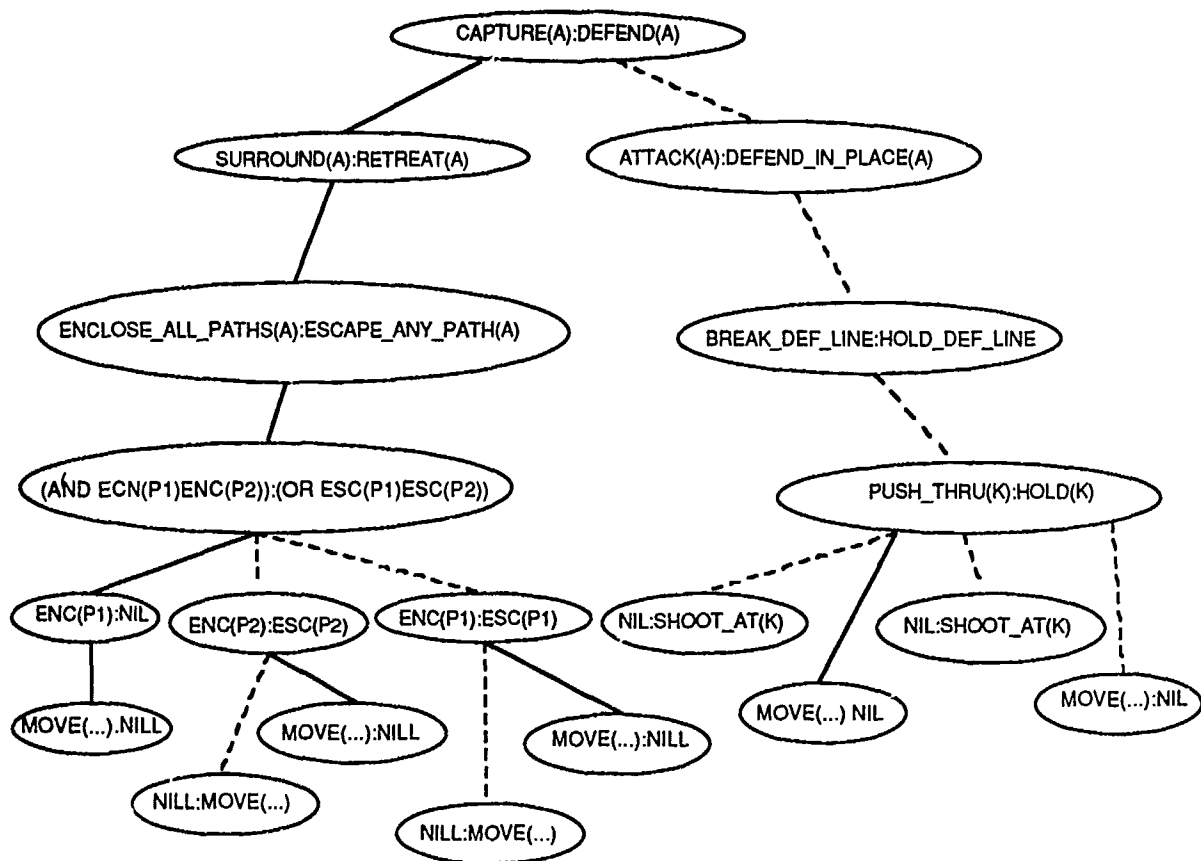 CAPTURE(A):DEFEND(A)
SURROUND(A):RETREAT(A)
ATTACK(A):DEFEND_IN_PLACE(A)
ENCLOSE_ALL_PATHS(A):ESCAPE_ANY_PATH(A)
BREAK_DEF_LINE:HOLD_DEF_LINE
(AND ECN(P1)ENC(P2)):(OR ESC(P1)ESC(P2))
PUSH_THRU(K):HOLD(K)
ENC(P1):NIL
ENC(P2):ESC(P2)
ENC(P1):ESC(P1)
NIL:SHOOT_AT(K)
NIL:SHOOT_AT(K)
MOVE(...).NILL
MOVE(...):NILL
MOVE(...):NILL
MOVE(...) NIL
MOVE(...):NIL
NILL:MOVE(...)
NILL:MOVE(...)